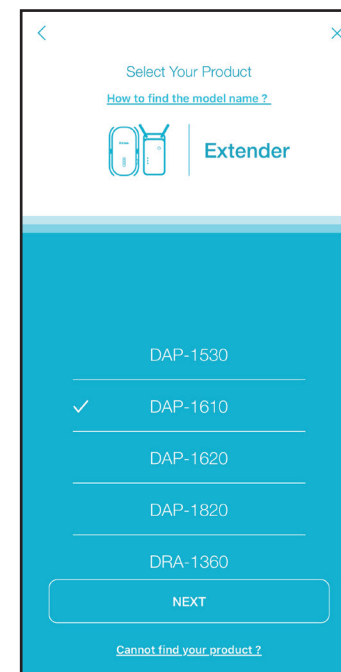 Select Your Product
How to find the model name ?
Extender
DAP-1530
DAP-1610
DAP-1620
DAP-1820
DRA-1360
NEXT
Cannot find your product ?